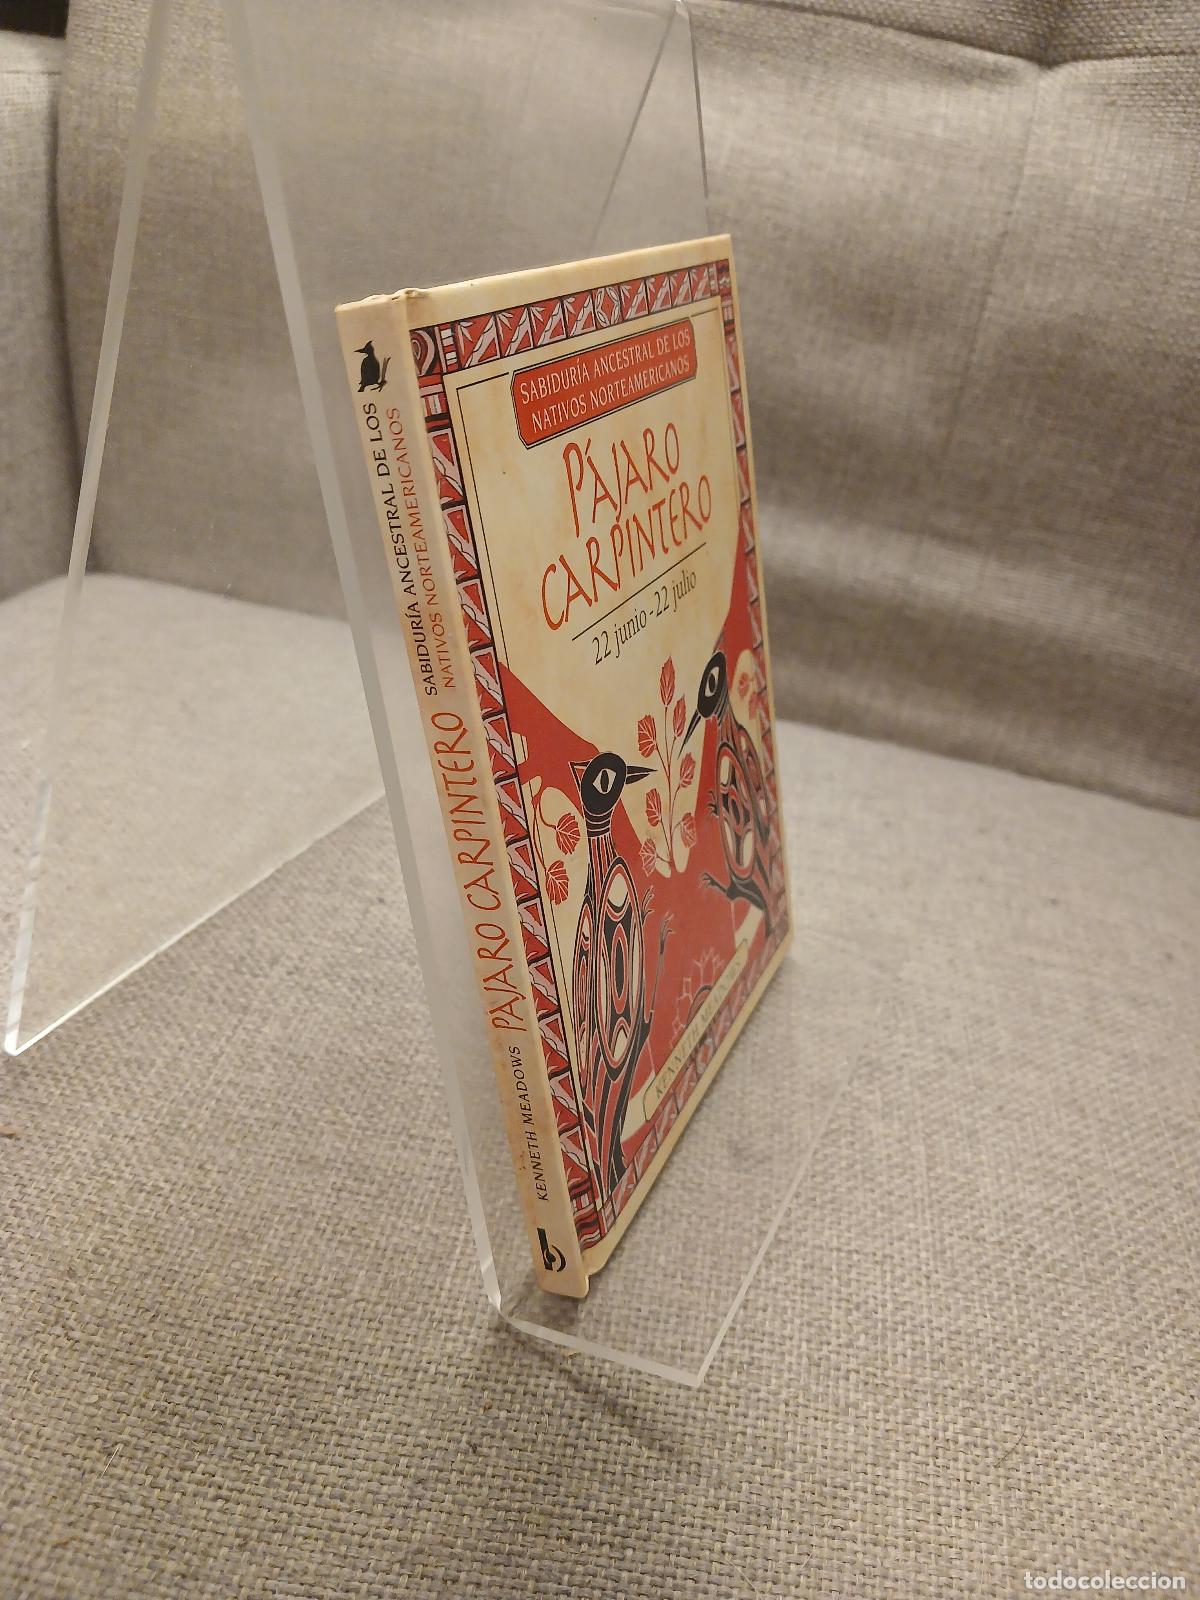 SABIDURÍA ANCESTRAL DE LOS
NATIVOS NORTEAMERICANOS
PÁJARO
CARPINTERO
22 junio - 22 julio
KENNETH MEADOWS
KENNETH MEADOWS
PÁJARO CARPINTERO
SABIDURÍA ANCESTRAL DE LOS
NATIVOS NORTEAMERICANOS
todocoleccion